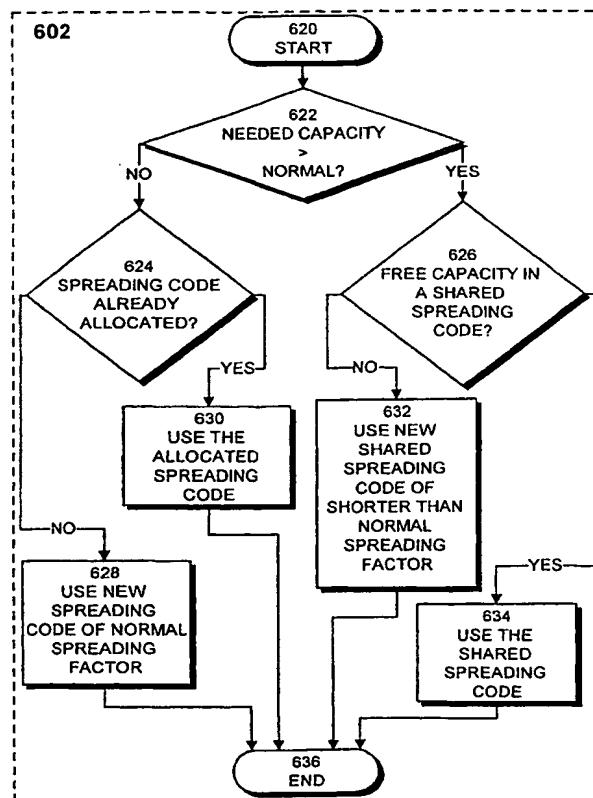 602
620
START
622
NEEDED CAPACITY
>
NORMAL?
NO
YES
624
SPREADING CODE
ALREADY
ALLOCATED?
626
FREE CAPACITY IN
A SHARED
SPREADING
CODE?
YES
NO
630
USE THE
ALLOCATED
SPREADING
CODE
632
USE NEW
SHARED
SPREADING
CODE OF
SHORTER THAN
NORMAL
SPREADING
FACTOR
NO
YES
628
USE NEW
SPREADING
CODE OF NORMAL
SPREADING
FACTOR
634
USE THE
SHARED
SPREADING
CODE
636
END